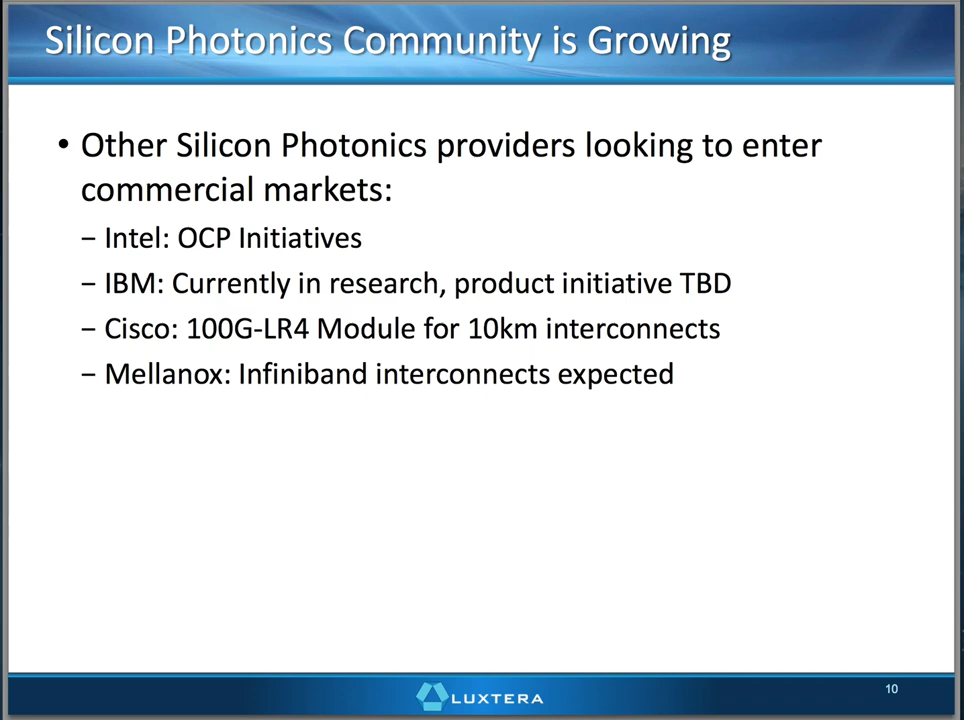 Silicon Photonics Community is Growing
• Other Silicon Photonics providers looking to enter
commercial markets:
– Intel: OCP Initiatives
– IBM: Currently in research, product initiative TBD
– Cisco: 100G-LR4 Module for 10km interconnects
– Mellanox: Infiniband interconnects expected
LUXTERA
10